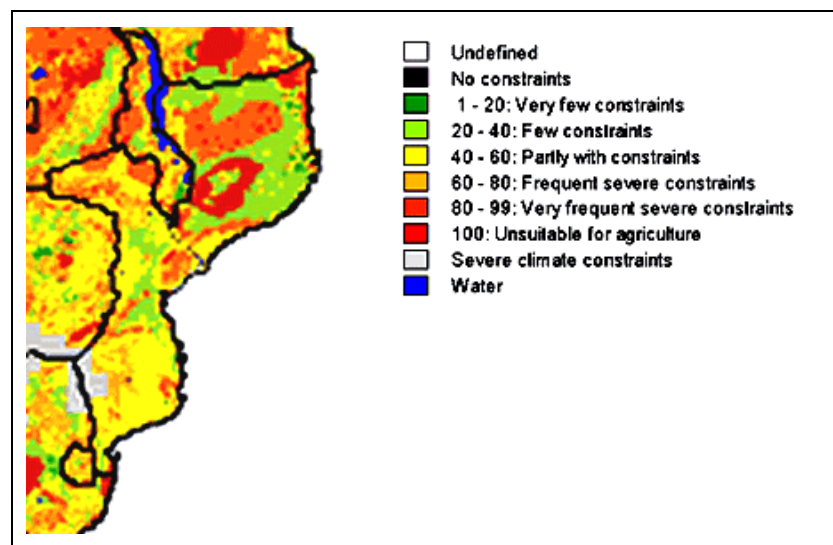 Undefined
No constraints
1 - 20: Very few constraints
20 - 40: Few constraints
40 - 60: Partly with constraints
60 - 80: Frequent severe constraints
80 - 99: Very frequent severe constraints
100: Unsuitable for agriculture
Severe climate constraints
Water